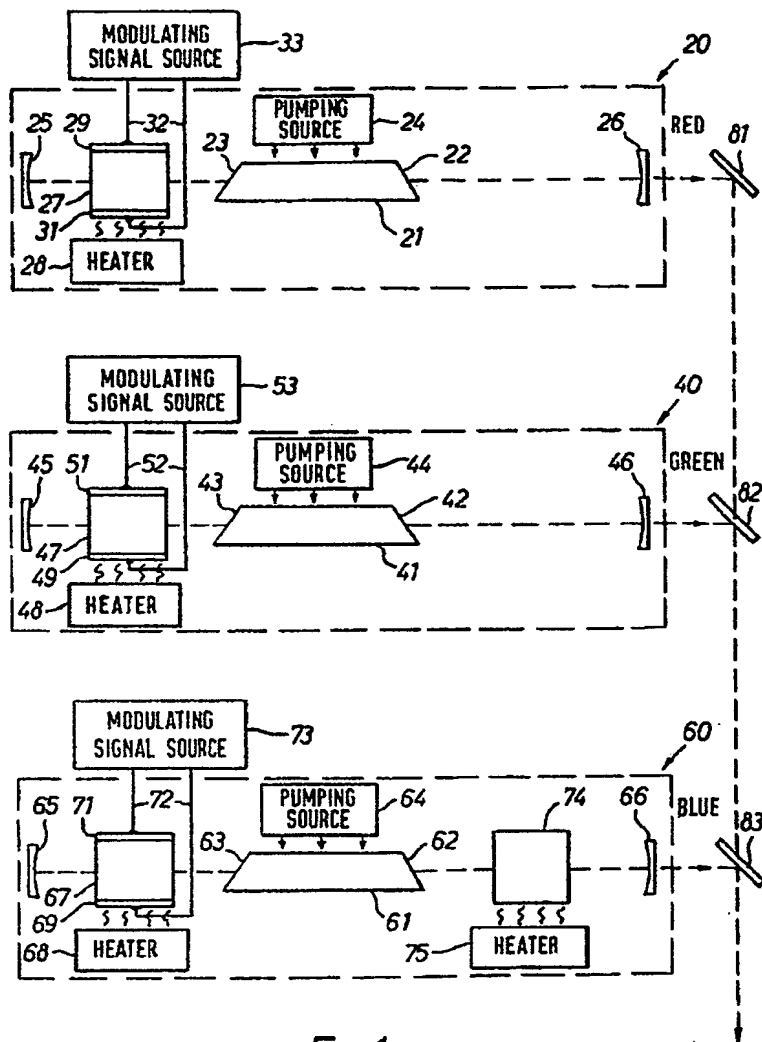 MODULATING
SIGNAL SOURCE
33
20
25
29
32
PUMPING
SOURCE
24
26
RED
81
23
22
27
31
21
28
HEATER
MODULATING
SIGNAL SOURCE
53
40
45
51
52
PUMPING
SOURCE
44
46
GREEN
82
43
42
47
49
41
48
HEATER
MODULATING
SIGNAL SOURCE
73
60
65
71
72
PUMPING
SOURCE
64
74
66
BLUE
83
63
62
67
69
61
68
HEATER
75
HEATER